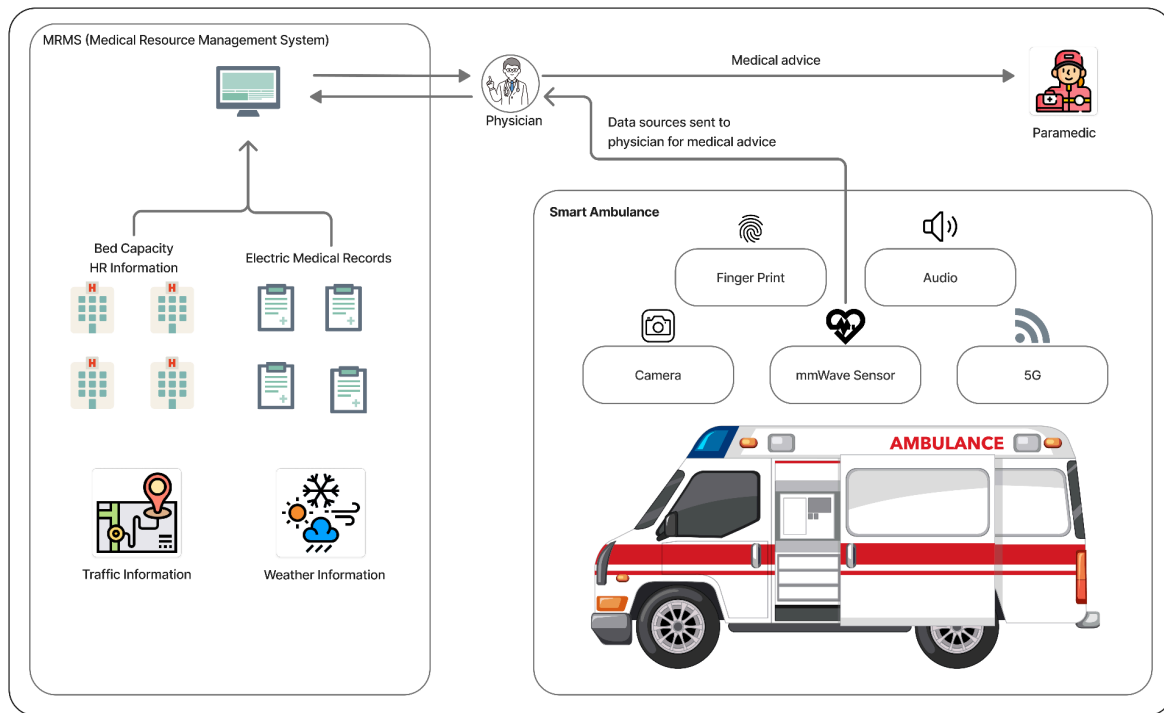 MRMS (Medical Resource Management System)
Medical advice
Physician
Paramedic
Data sources sent to
physician for medical advice
Bed Capacity
HR Information
Electric Medical Records
H
H
H
H
Traffic Information
Weather Information
Smart Ambulance
Finger Print
Audio
Camera
mmWave Sensor
5G
AMBULANCE